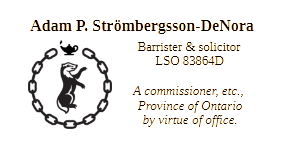 Adam P. Strömbergsson-DeNora
Barrister & solicitor
LSO 83864D
A commissioner, etc.,
Province of Ontario
by virtue of office.